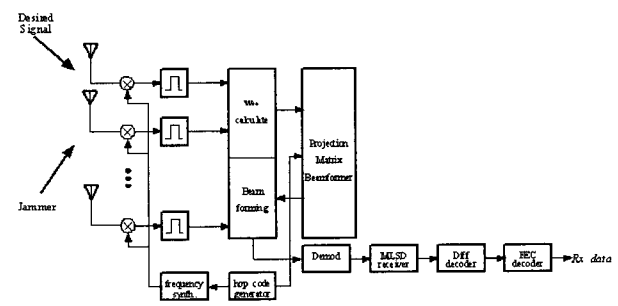 Desired
Signal
calculate
Projection
Matrix
Beamformer
Beam
forming
Jammer
Demod
MLSD
receiver
Diff
decoder
FEC
decoder
Rx data
frequency
synth.
hop code
generator